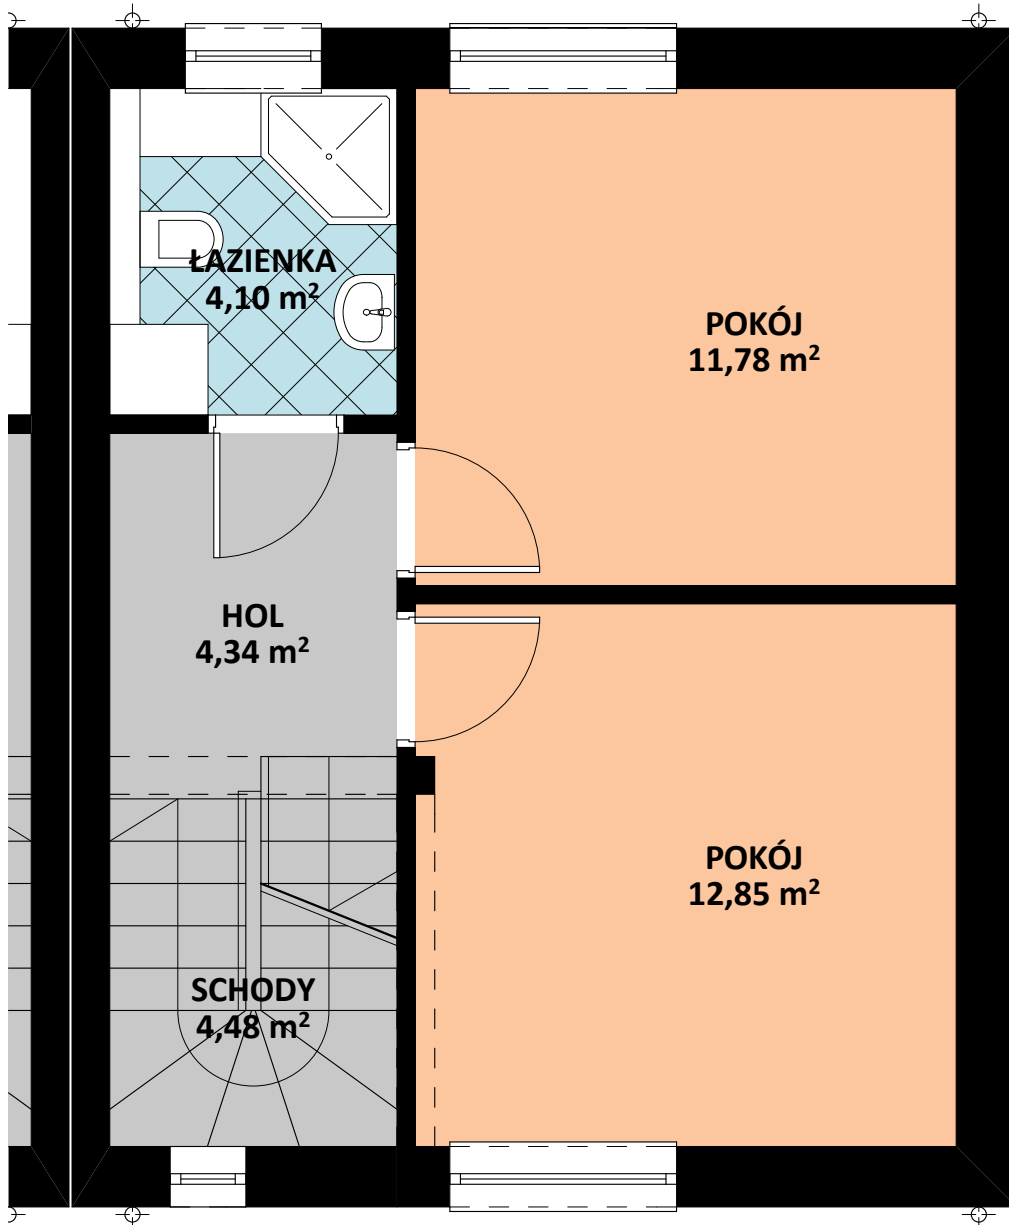 ŁAZIENKA
4,10 m²
POKÓJ
11,78 m²
HOL
4,34 m²
POKÓJ
12,85 m²
SCHODY
4,48 m²